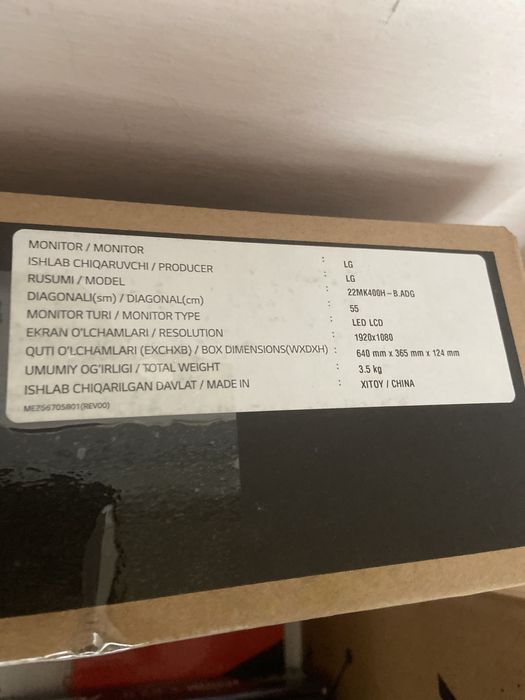 MONITOR / MONITOR : LG
ISHLAB CHIQARUVCHI / PRODUCER : LG
RUSUMI / MODEL : 22MK400H-B.ADG
DIAGONALI(sm) / DIAGONAL(cm) : 55
MONITOR TURI / MONITOR TYPE : LED LCD
EKRAN O'LCHAMLARI / RESOLUTION : 1920x1080
QUTI O'LCHAMLARI (EXCHXB) / BOX DIMENSIONS(WXDXH) : 640 mm x 365 mm x 124 mm
UMUMIY OG'IRLIGI / TOTAL WEIGHT : 3.5 kg
ISHLAB CHIQARILGAN DAVLAT / MADE IN : XITOY / CHINA
MEZ56705801(REV00)